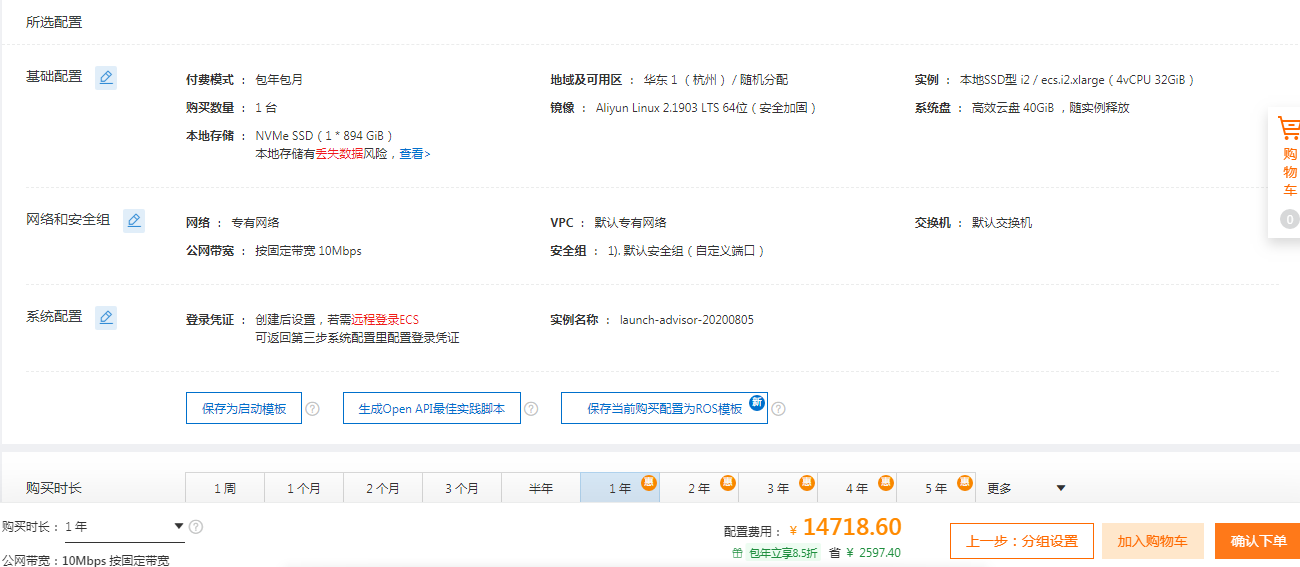 所选配置
基础配置
付费模式 ： 包年包月
地域及可用区 ： 华东 1 （ 杭州 ） / 随机分配
实例 ： 本地SSD型 i2 / ecs.i2.xlarge（ 4vCPU 32GiB ）
购买数量 ： 1 台
镜像 ： Aliyun Linux 2.1903 LTS 64位（ 安全加固 ）
系统盘 ： 高效云盘 40GiB ，随实例释放
本地存储 ： NVMe SSD（ 1 * 894 GiB ）
本地存储有丢失数据风险，查看>
网络和安全组
网络 ： 专有网络
VPC ： 默认专有网络
交换机 ： 默认交换机
公网带宽 ： 按固定带宽 10Mbps
安全组 ： 1). 默认安全组（ 自定义端口 ）
系统配置
登录凭证 ： 创建后设置，若需远程登录ECS
可返回第三步系统配置里配置登录凭证
实例名称 ： launch-advisor-20200805
保存为启动模板 ?
生成Open API最佳实践脚本 ?
保存当前购买配置为ROS模板 新 ?
购物车
0
购买时长
1 周 1 个月 2 个月 3 个月 半年 1 年 惠 2 年 惠 3 年 惠 4 年 惠 5 年 惠 更多
购买时长：1 年 ?
配置费用： ¥ 14718.60
包年立享8.5折 省 ¥ 2597.40
上一步：分组设置
加入购物车
确认下单
公网带宽：10Mbps 按固定带宽